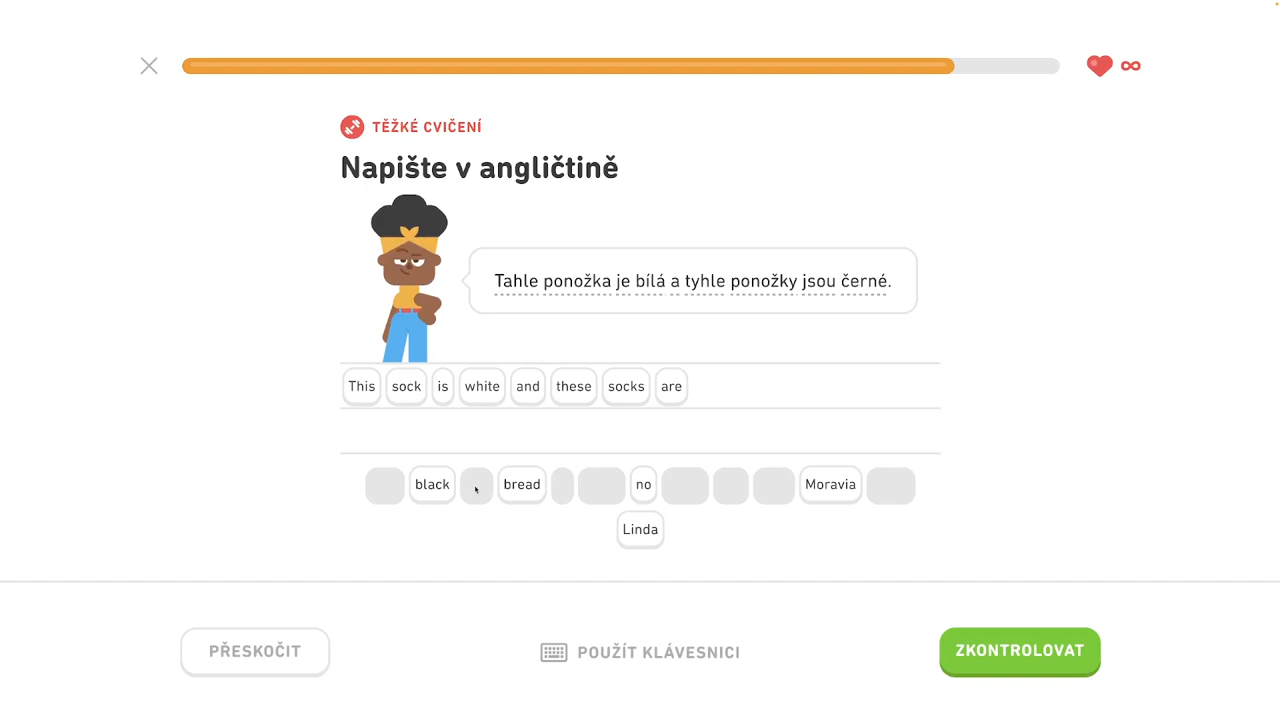 ∞
TĚŽKÉ CVIČENÍ
Napište v angličtině
Tahle ponožka je bílá a tyhle ponožky jsou černé.
This sock is white and these socks are
black bread no Moravia
Linda
PŘESKOČIT POUŽÍT KLÁVESNICI ZKONTROLOVAT